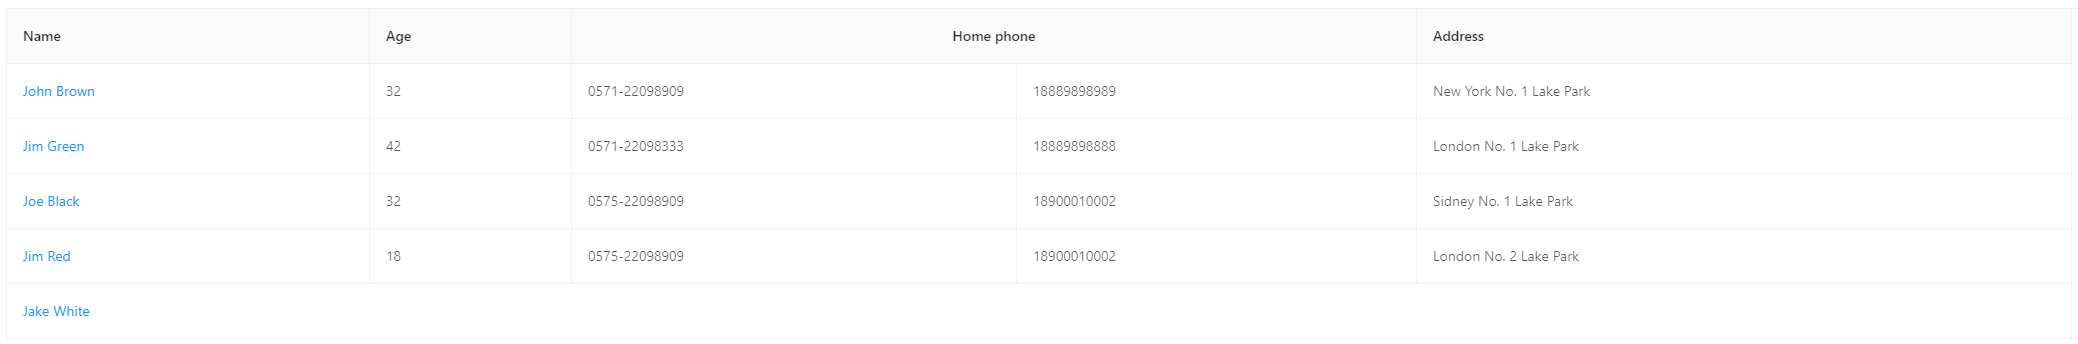 Name Age Home phone Address
John Brown 32 0571-22098909 18889898989 New York No. 1 Lake Park
Jim Green 42 0571-22098333 18889898888 London No. 1 Lake Park
Joe Black 32 0575-22098909 18900010002 Sidney No. 1 Lake Park
Jim Red 18 0575-22098909 18900010002 London No. 2 Lake Park
Jake White